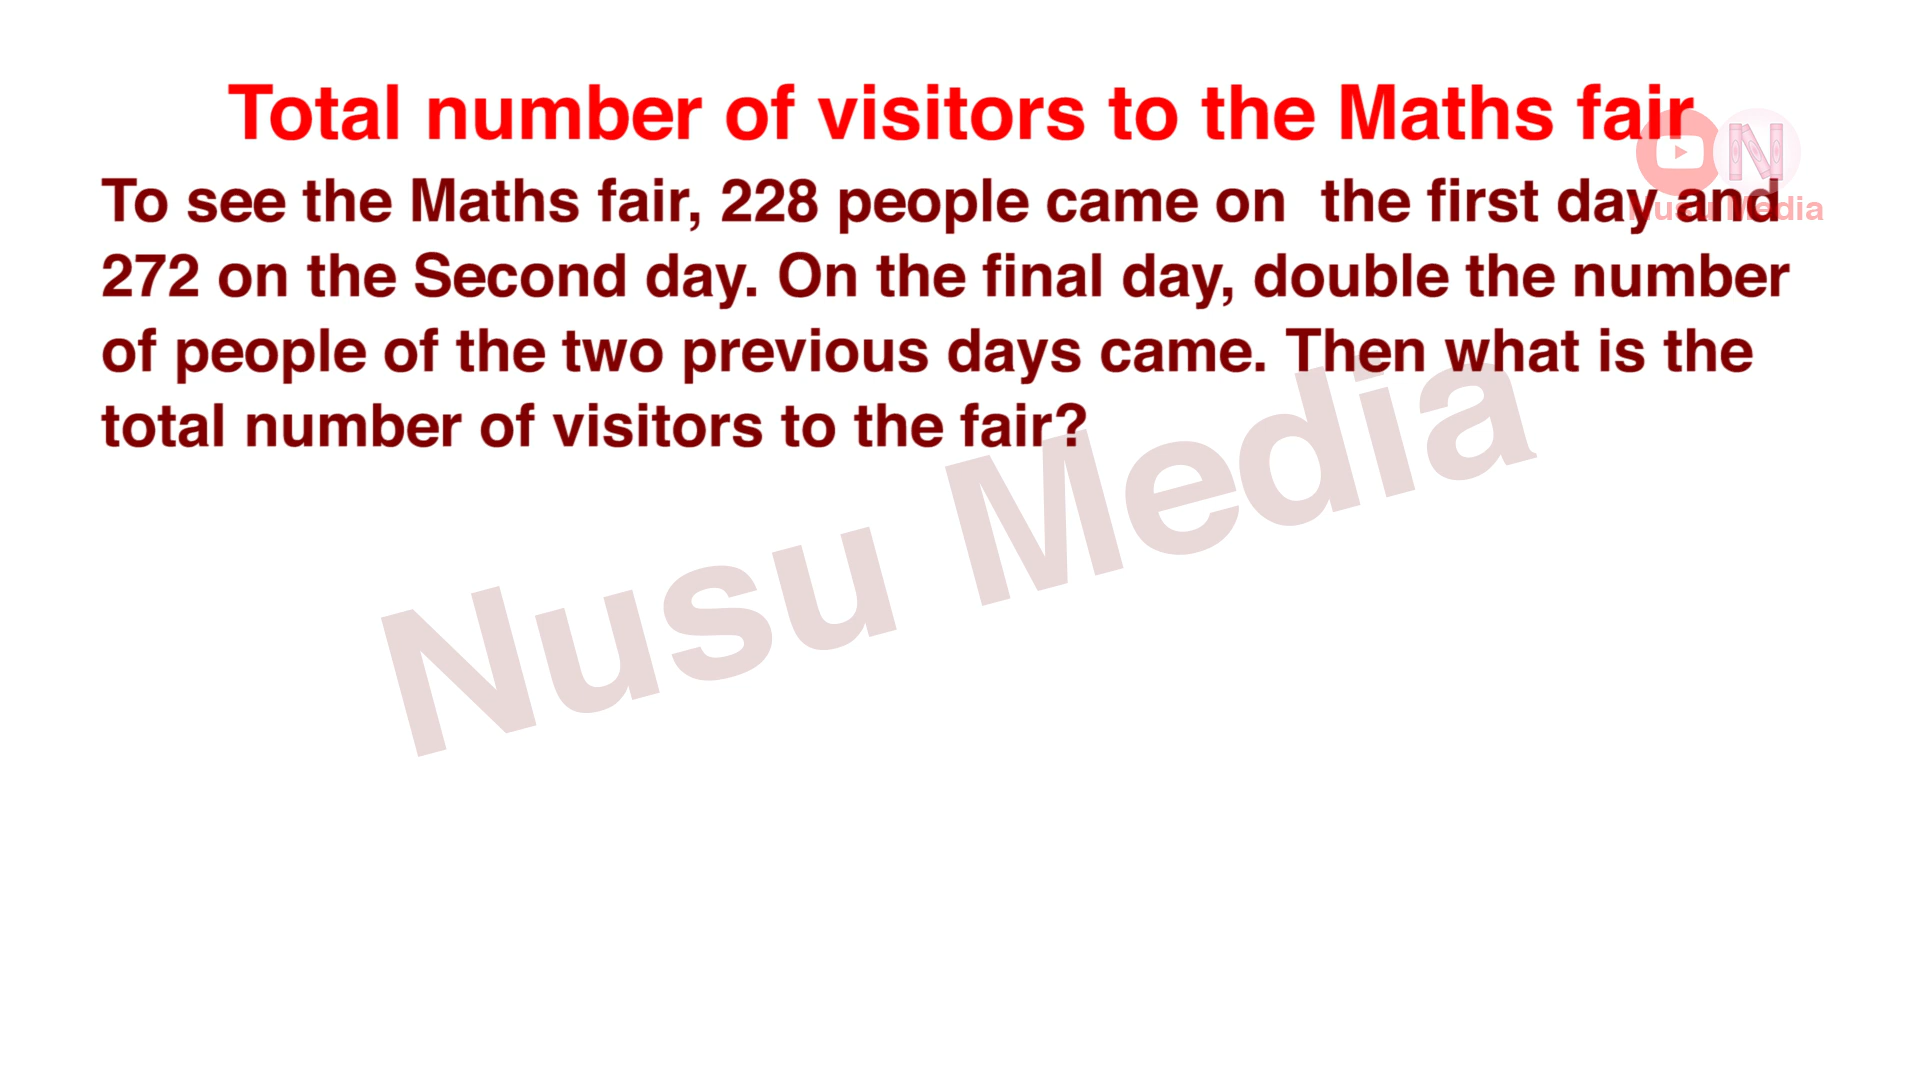 Total number of visitors to the Maths fair
To see the Maths fair, 228 people came on the first day and
272 on the Second day. On the final day, double the number
of people of the two previous days came. Then what is the
total number of visitors to the fair?
N
Nusu Media
Nusu Media